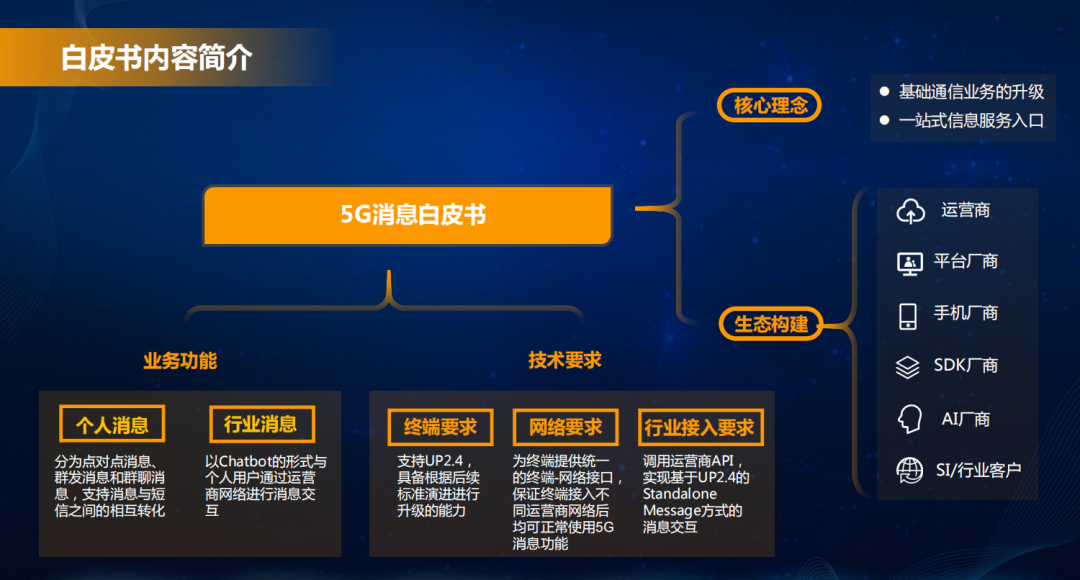 白皮书内容简介
核心理念
● 基础通信业务的升级
● 一站式信息服务入口
5G消息白皮书
生态构建
运营商
平台厂商
手机厂商
SDK厂商
AI厂商
SI/行业客户
业务功能
技术要求
个人消息
分为点对点消息、
群发消息和群聊消
息，支持消息与短
信之间的相互转化
行业消息
以Chatbot的形式与
个人用户通过运营
商网络进行消息交
互
终端要求
支持UP2.4，
具备根据后续
标准演进进行
升级的能力
网络要求
为终端提供统一
的终端-网络接口，
保证终端接入不
同运营商网络后
均可正常使用5G
消息功能
行业接入要求
调用运营商API，
实现基于UP2.4的
Standalone
Message方式的
消息交互